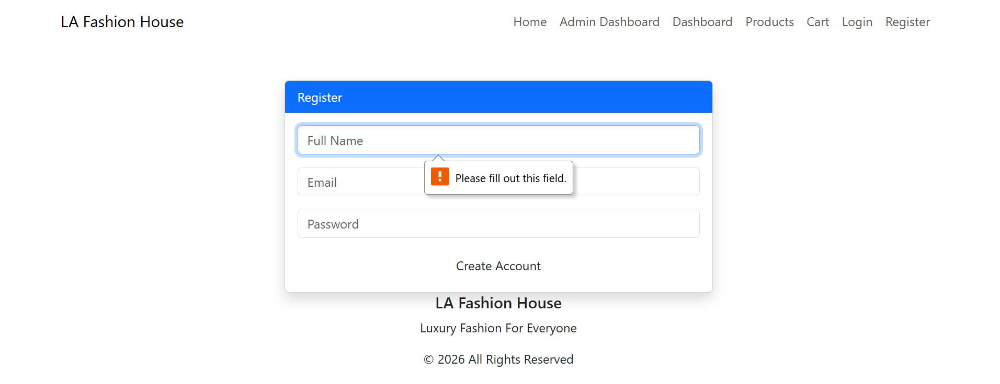 LA Fashion House Home Admin Dashboard Dashboard Products Cart Login Register
Register
Full Name
Please fill out this field.
Email
Password
Create Account
LA Fashion House
Luxury Fashion For Everyone
© 2026 All Rights Reserved